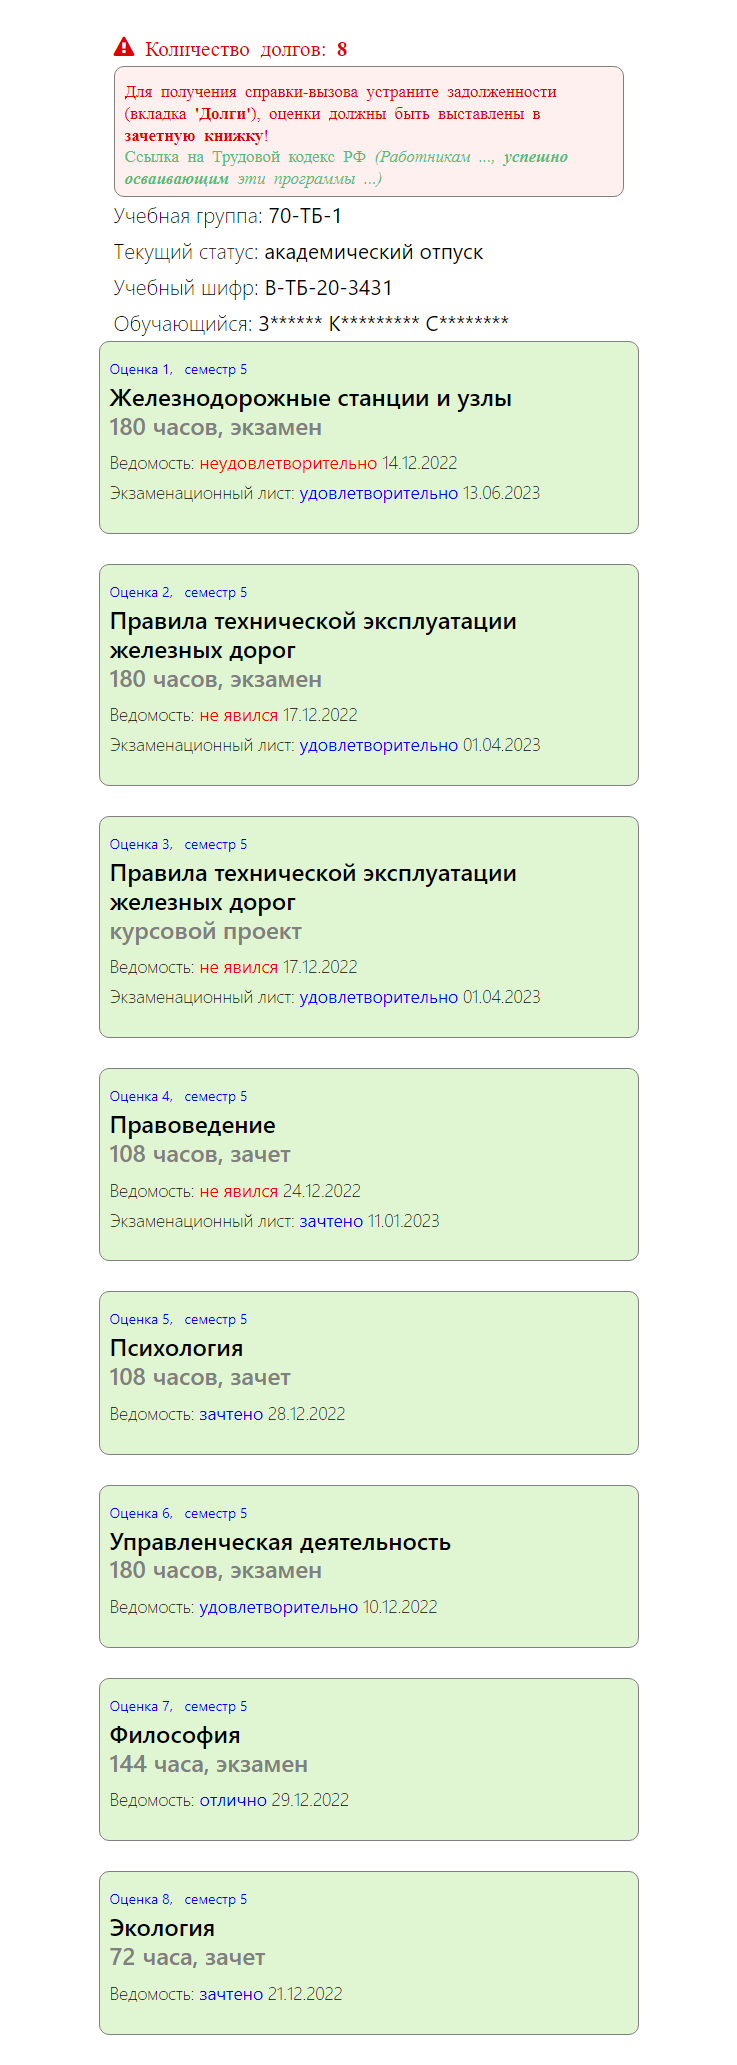 Количество долгов: 8
Для получения справки-вызова устраните задолженности
(вкладка 'Долги'), оценки должны быть выставлены в
зачетную книжку!
Ссылка на Трудовой кодекс РФ (Работникам ..., успешно
осваивающим эти программы ...)
Учебная группа: 70-ТБ-1
Текущий статус: академический отпуск
Учебный шифр: В-ТБ-20-3431
Обучающийся: З****** К********* С********
Оценка 1, семестр 5
Железнодорожные станции и узлы
180 часов, экзамен
Ведомость: неудовлетворительно 14.12.2022
Экзаменационный лист: удовлетворительно 13.06.2023
Оценка 2, семестр 5
Правила технической эксплуатации
железных дорог
180 часов, экзамен
Ведомость: не явился 17.12.2022
Экзаменационный лист: удовлетворительно 01.04.2023
Оценка 3, семестр 5
Правила технической эксплуатации
железных дорог
курсовой проект
Ведомость: не явился 17.12.2022
Экзаменационный лист: удовлетворительно 01.04.2023
Оценка 4, семестр 5
Правоведение
108 часов, зачет
Ведомость: не явился 24.12.2022
Экзаменационный лист: зачтено 11.01.2023
Оценка 5, семестр 5
Психология
108 часов, зачет
Ведомость: зачтено 28.12.2022
Оценка 6, семестр 5
Управленческая деятельность
180 часов, экзамен
Ведомость: удовлетворительно 10.12.2022
Оценка 7, семестр 5
Философия
144 часа, экзамен
Ведомость: отлично 29.12.2022
Оценка 8, семестр 5
Экология
72 часа, зачет
Ведомость: зачтено 21.12.2022